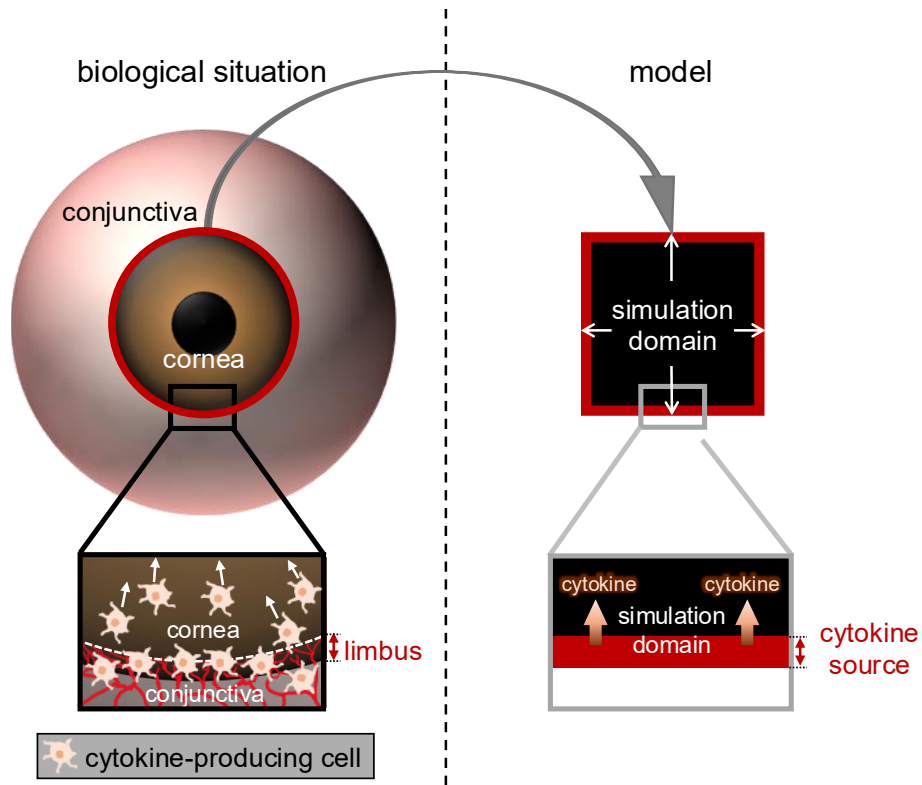 biological situation
model
conjunctiva
cornea
simulation
domain
cornea
limbus
conjunctiva
cytokine-producing cell
cytokine
cytokine
simulation
domain
cytokine
source